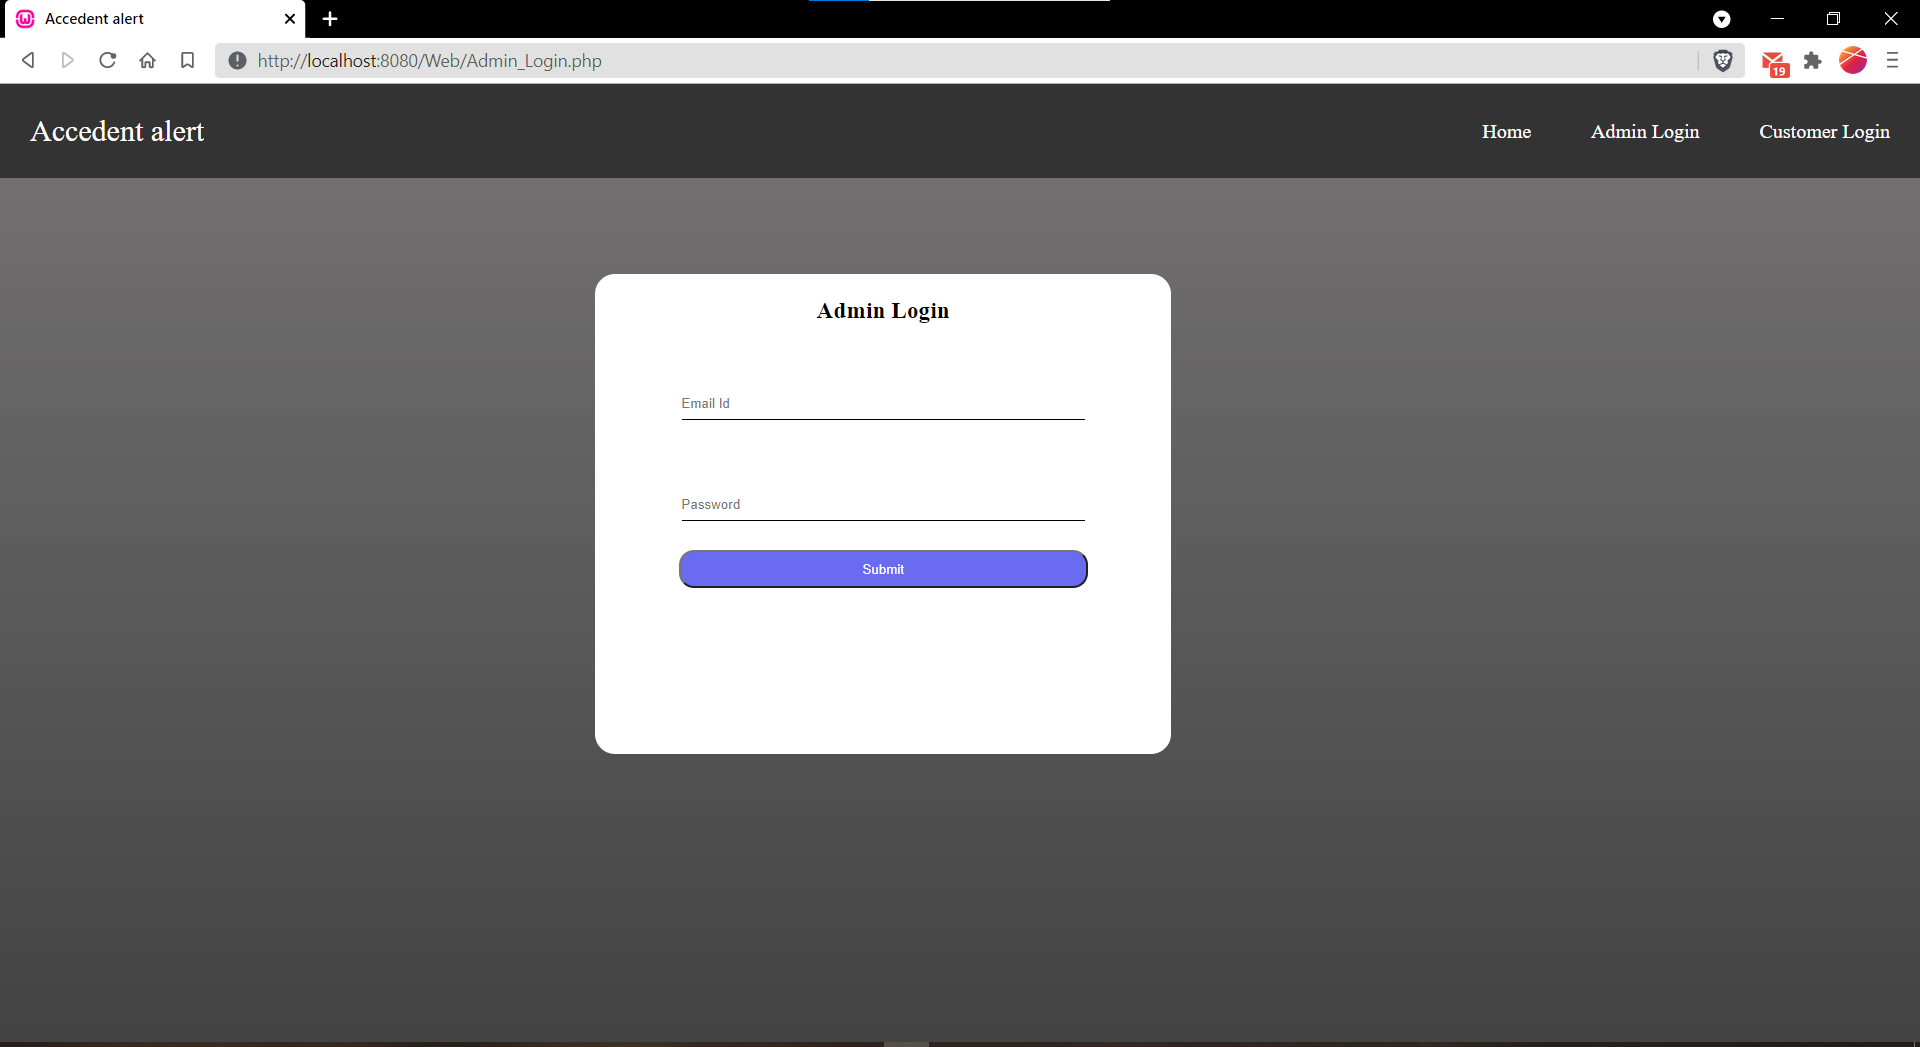 Accedent alert
http://localhost:8080/Web/Admin_Login.php
19
Accedent alert
Home
Admin Login
Customer Login
Admin Login
Email Id
Password
Submit